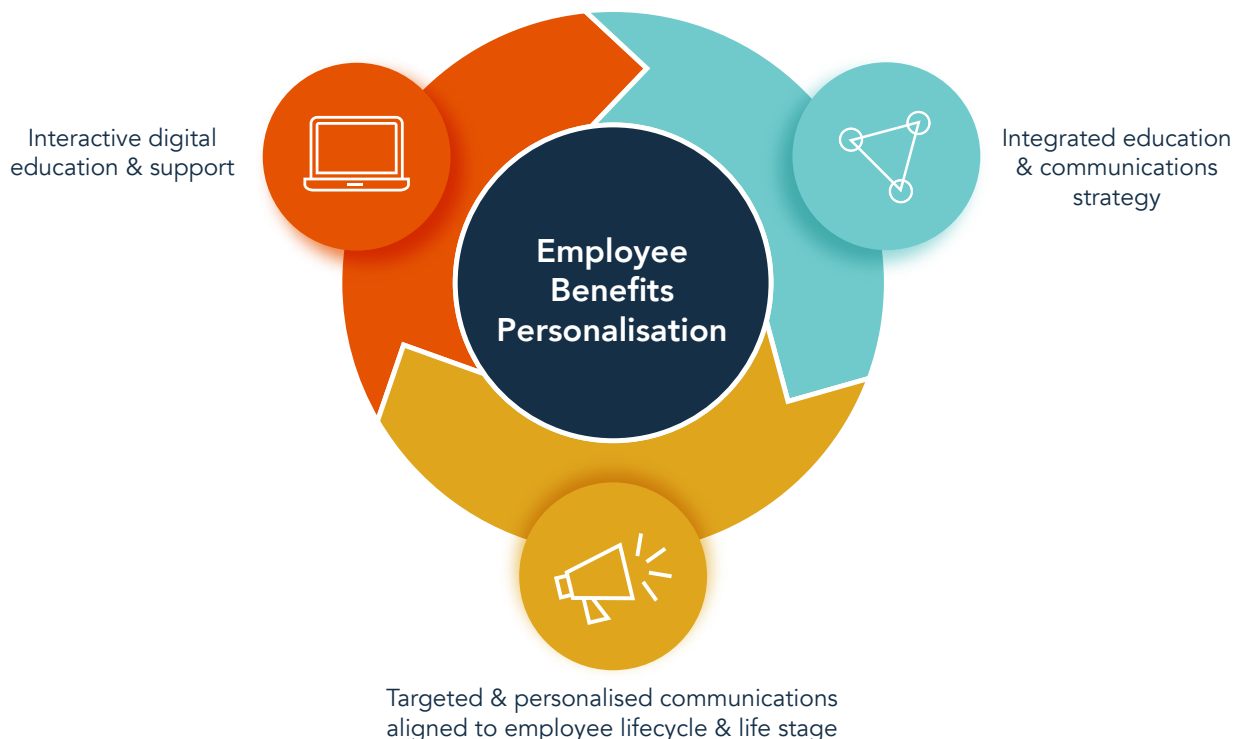 Interactive digital
education & support
Employee
Benefits
Personalisation
Integrated education
& communications
strategy
Targeted & personalised communications
aligned to employee lifecycle & life stage